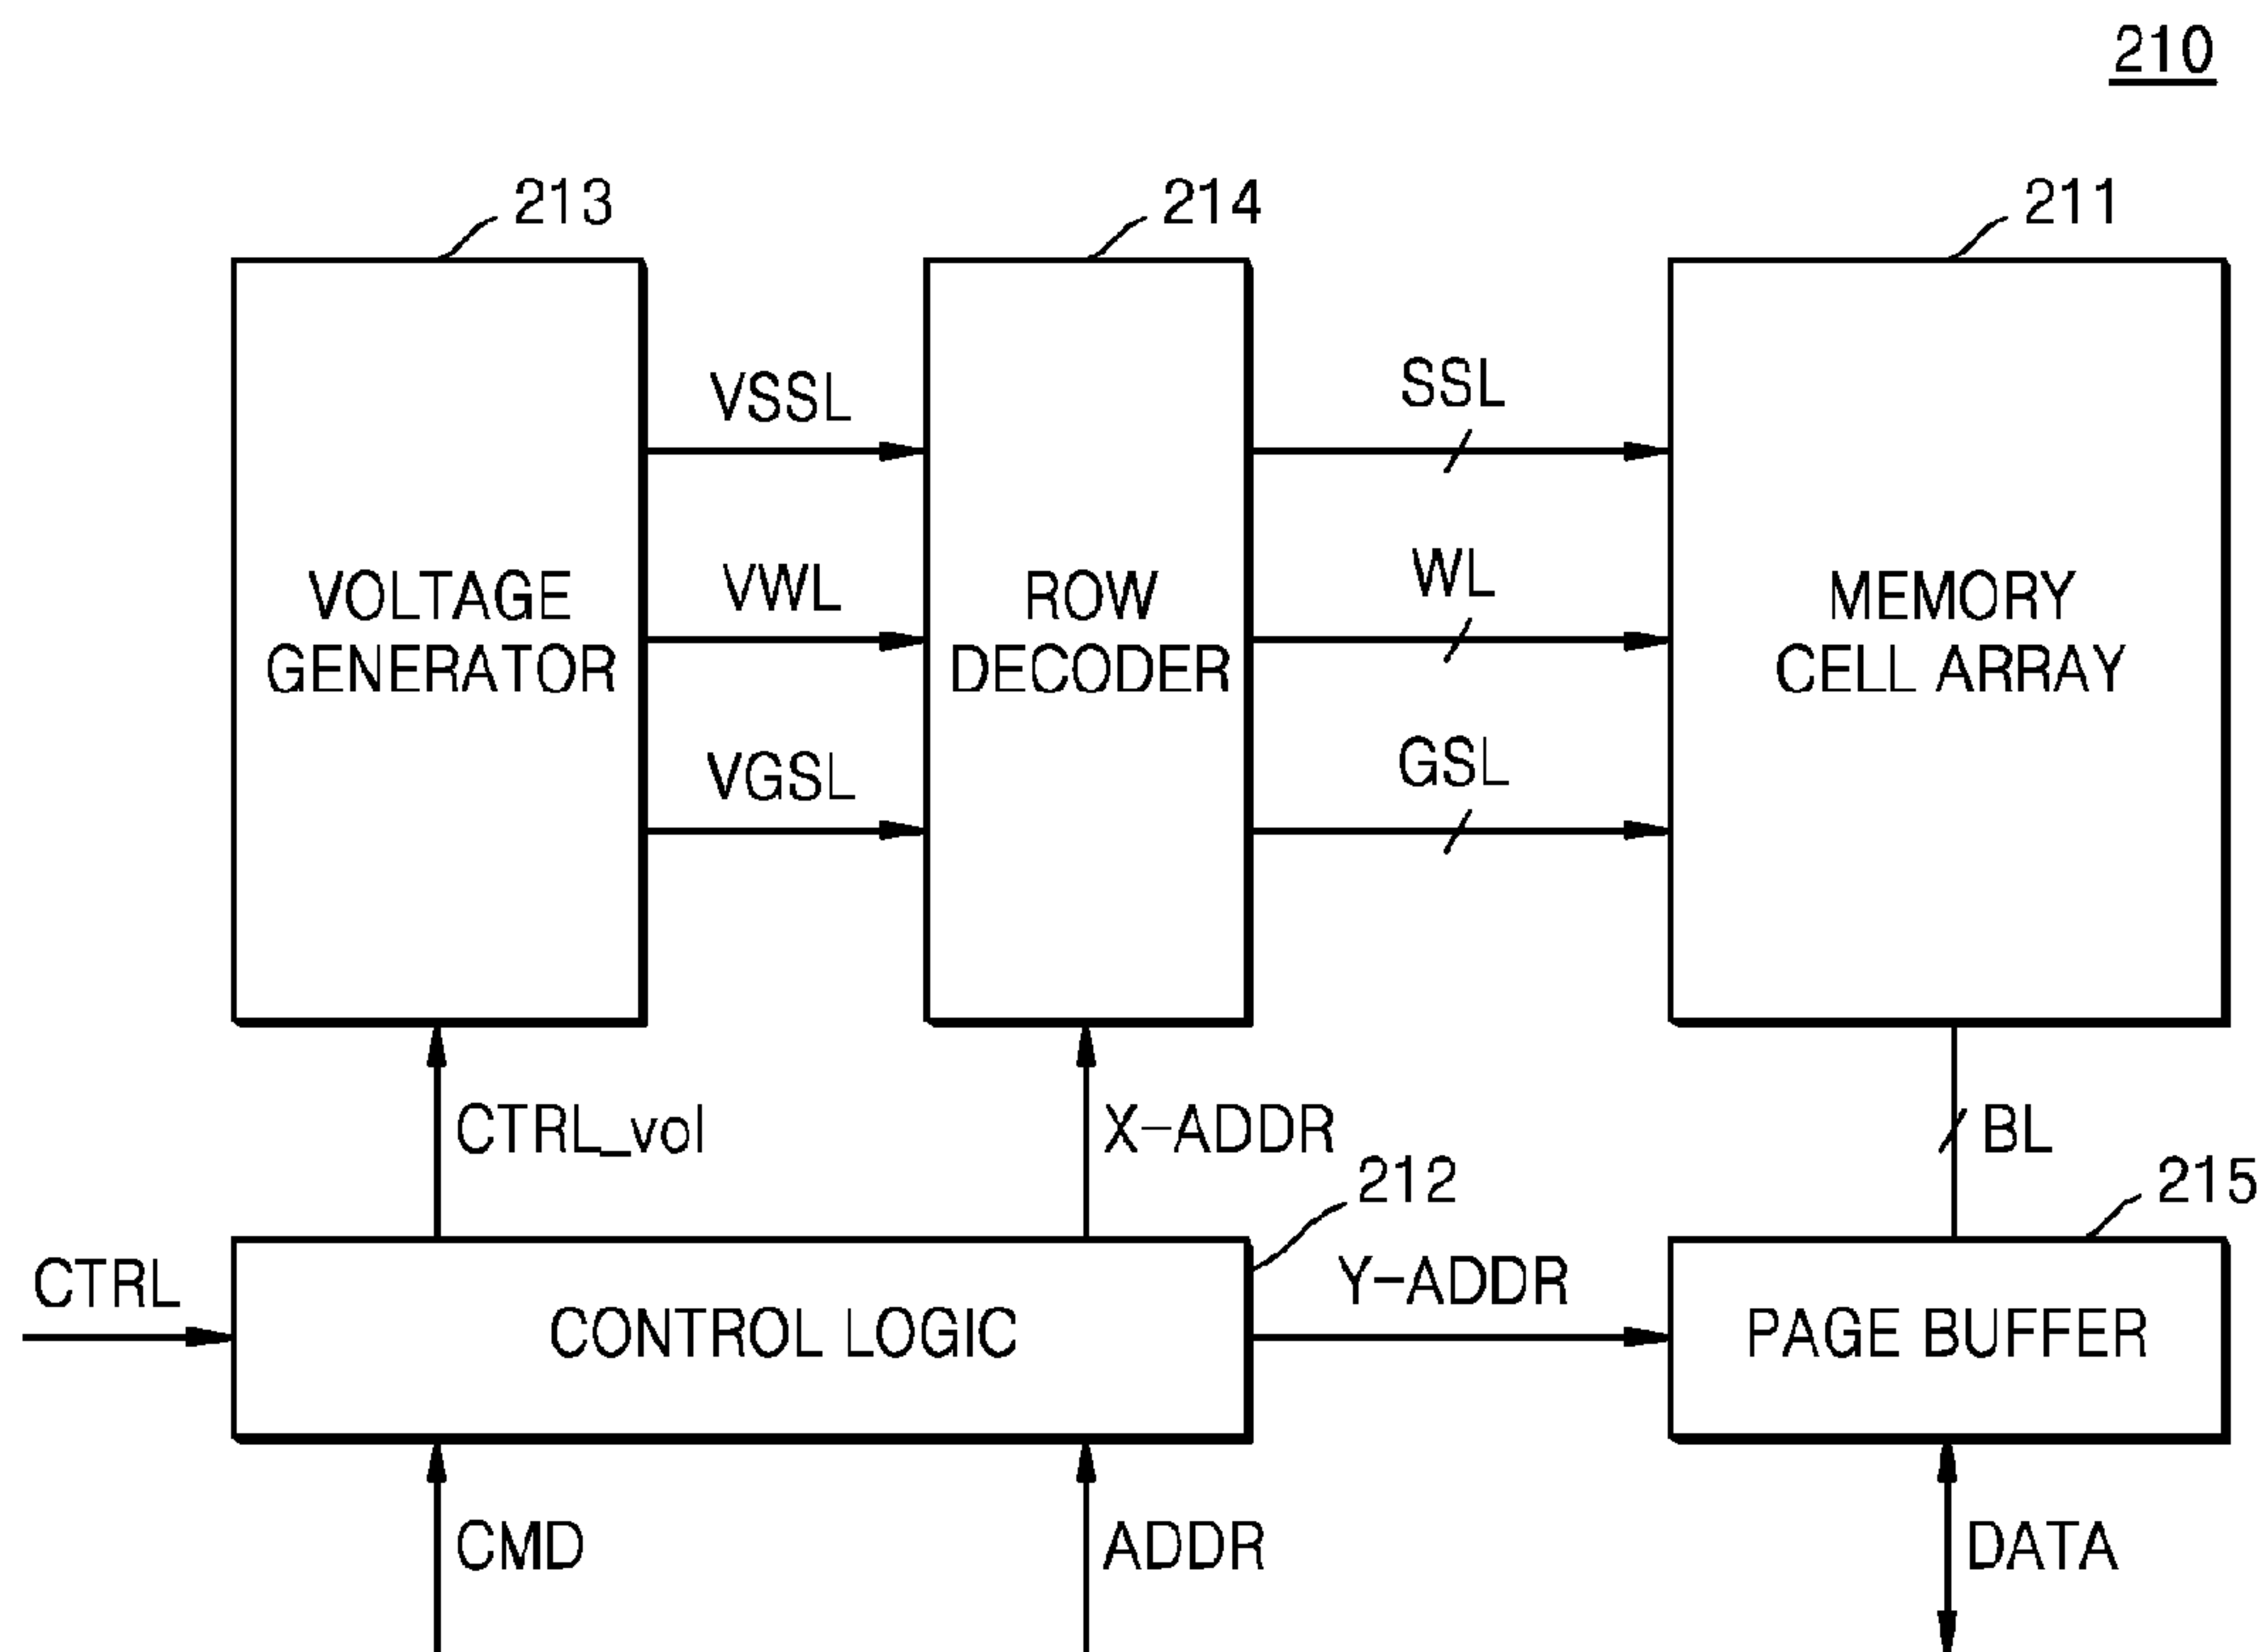 210
213
214
211
VSSL
SSL
VOLTAGE
GENERATOR
VWL
ROW
DECODER
WL
MEMORY
CELL ARRAY
VGSL
GSL
CTRL_vol
X-ADDR
BL
212
215
CTRL
CONTROL LOGIC
Y-ADDR
PAGE BUFFER
CMD
ADDR
DATA